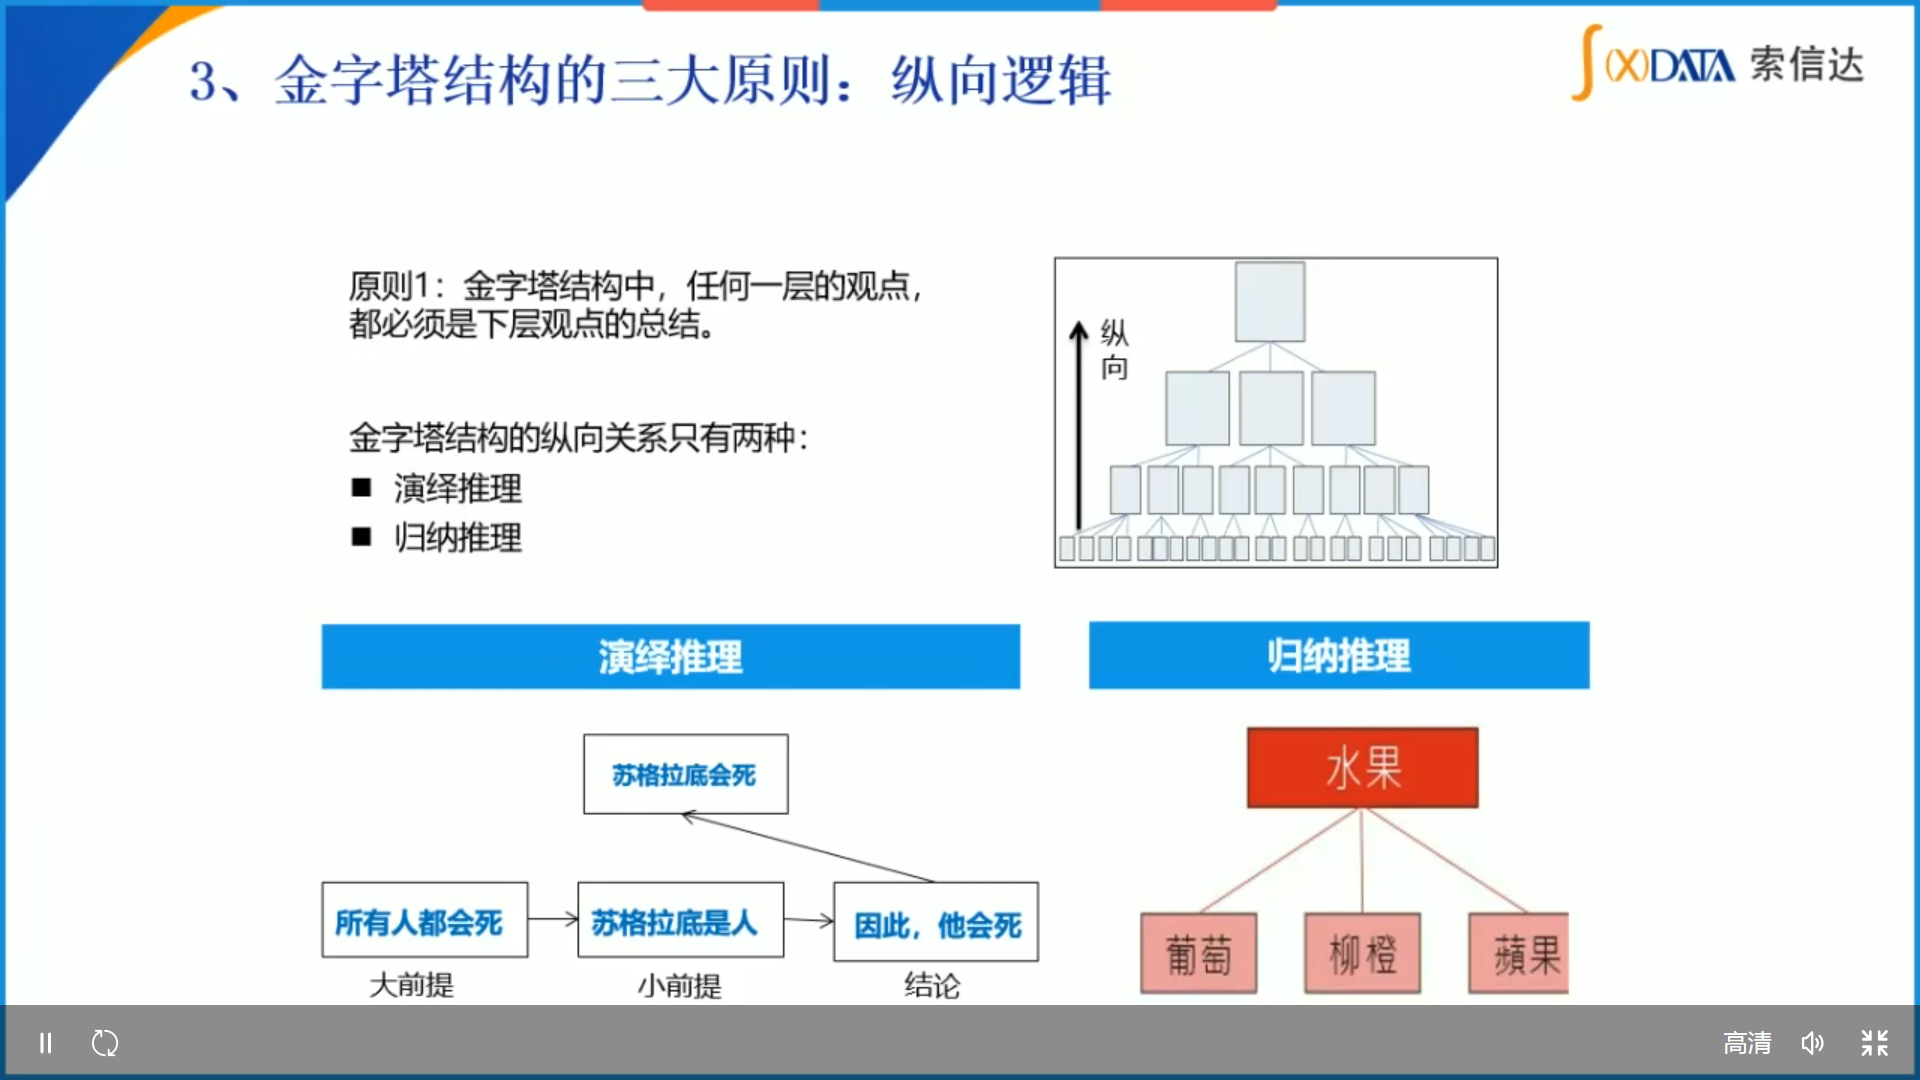 3、金字塔结构的三大原则：纵向逻辑
(X)DATA 索信达
原则1：金字塔结构中，任何一层的观点，
都必须是下层观点的总结。
纵
向
金字塔结构的纵向关系只有两种：
■ 演绎推理
■ 归纳推理
演绎推理
归纳推理
苏格拉底会死
水果
所有人都会死
苏格拉底是人
因此，他会死
葡萄
柳橙
蘋果
大前提
小前提
结论
高清